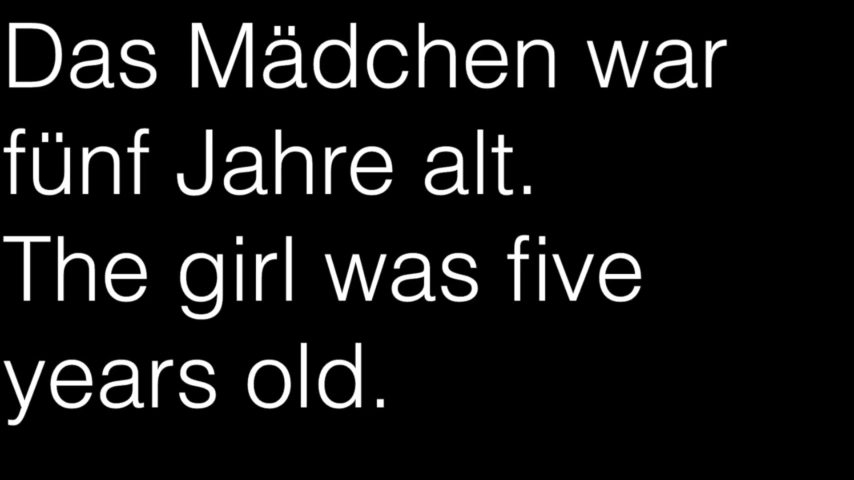 Das Mädchen war
fünf Jahre alt.
The girl was five
years old.